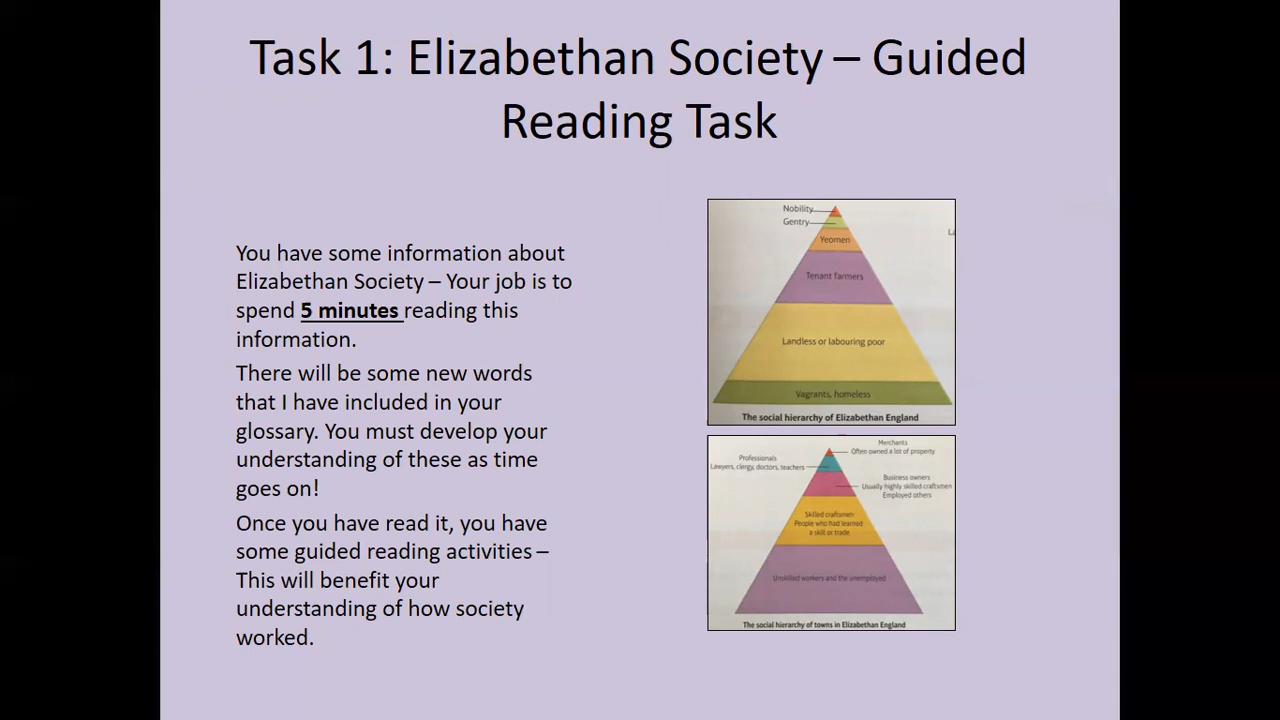 Task 1: Elizabethan Society – Guided
Reading Task
You have some information about
Elizabethan Society – Your job is to
spend 5 minutes reading this
information.
There will be some new words
that I have included in your
glossary. You must develop your
understanding of these as time
goes on!
Once you have read it, you have
some guided reading activities –
This will benefit your
understanding of how society
worked.
Nobility
Gentry
Yeomen
Tenant farmers
Landless or labouring poor
Vagrants, homeless
The social hierarchy of Elizabethan England
Merchants
Often owned a lot of property
Professionals
Lawyers, clergy, doctors, teachers
Business owners
Usually highly skilled craftsmen
Employed others
Skilled craftsmen
People who had learned
a skill or trade
Unskilled workers and the unemployed
The social hierarchy of towns in Elizabethan England